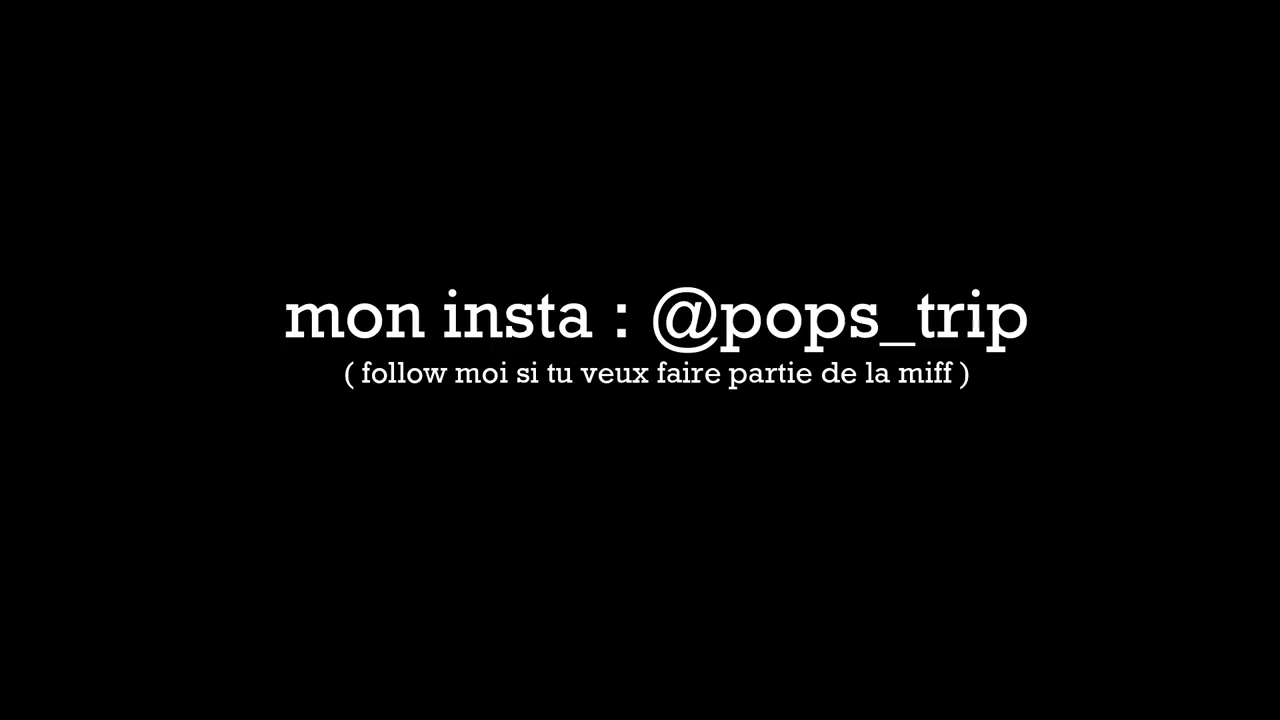 mon insta : @pops_trip
( follow moi si tu veux faire partie de la miff )